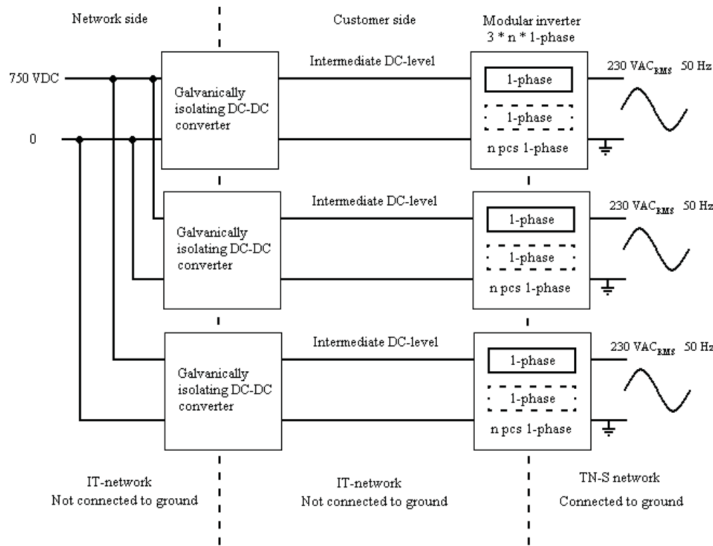 Network side
Customer side
Modular inverter
3 * n * 1-phase
750 VDC
0
Galvanically
isolating DC-DC
converter
Intermediate DC-level
1-phase
1-phase
n pcs 1-phase
230 VAC_RMS 50 Hz
Galvanically
isolating DC-DC
converter
Intermediate DC-level
1-phase
1-phase
n pcs 1-phase
230 VAC_RMS 50 Hz
Galvanically
isolating DC-DC
converter
Intermediate DC-level
1-phase
1-phase
n pcs 1-phase
230 VAC_RMS 50 Hz
IT-network
Not connected to ground
IT-network
Not connected to ground
TN-S network
Connected to ground